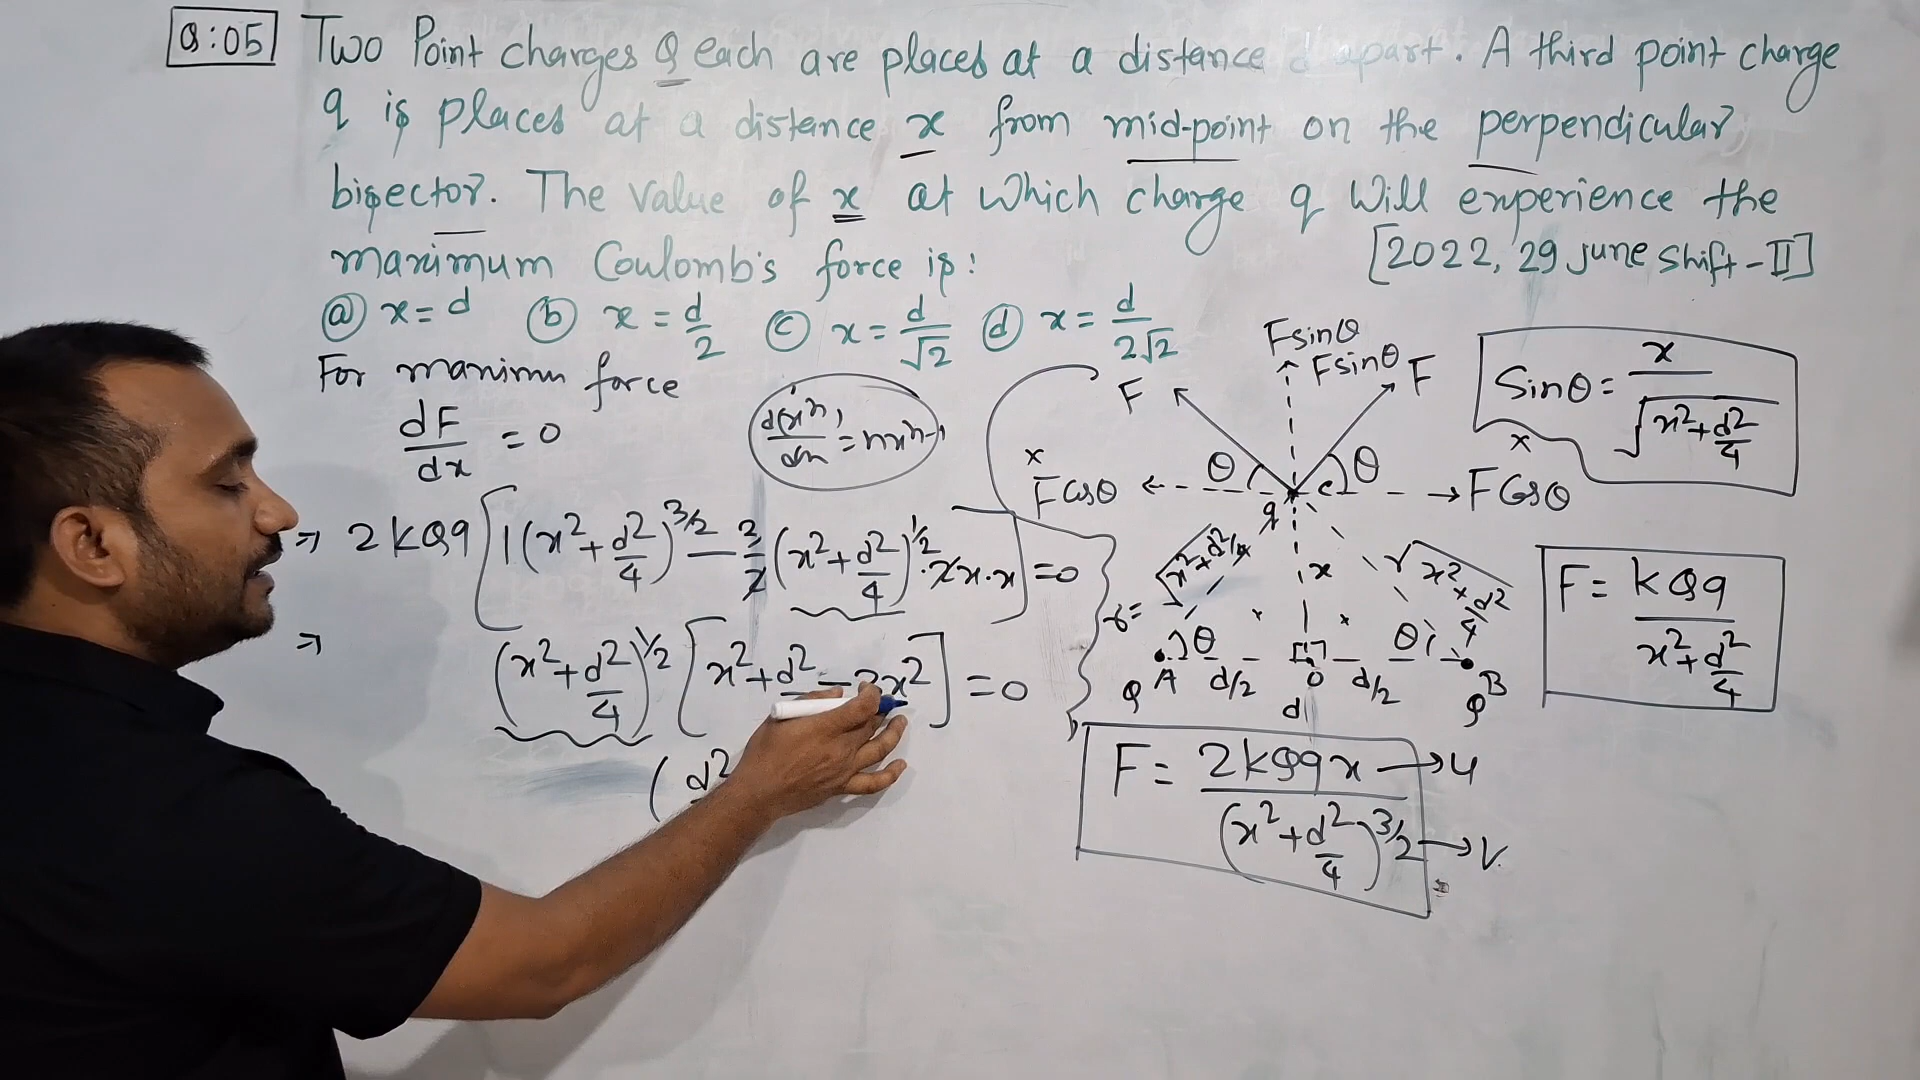 Q:05 Two Point charges Q each are places at a distance d apart. A third point charge
q is places at a distance x from mid-point on the perpendicular
bisector. The value of x at which charge q will experience the
maximum Coulomb's force is:
[2022, 29 june shift-II]
(a) x = d (b) x = d/2 (c) x = d/√2 (d) x = d/2√2
For maximum force
dF/dx = 0
d(xⁿ)/dx = nxⁿ⁻¹
⇒ 2kQq [1(x² + d²/4)^3/2 − 3/2 (x² + d²/4)^1/2 · 2x · x] = 0
⇒ (x² + d²/4)^1/2 [x² + d² − 3x²] = 0
(d²
Fsinθ
Fsinθ
F F
θ θ
x x
Fcosθ Fcosθ
q c
√x² + d²/4 x √x² + d²/4
r=
θ θ
Q A d/2 O d/2 B Q
d
Sinθ = x/√(x² + d²/4)
F = kQq/(x² + d²/4)
F = 2kQqx/(x² + d²/4)^3/2
→ u
→ v